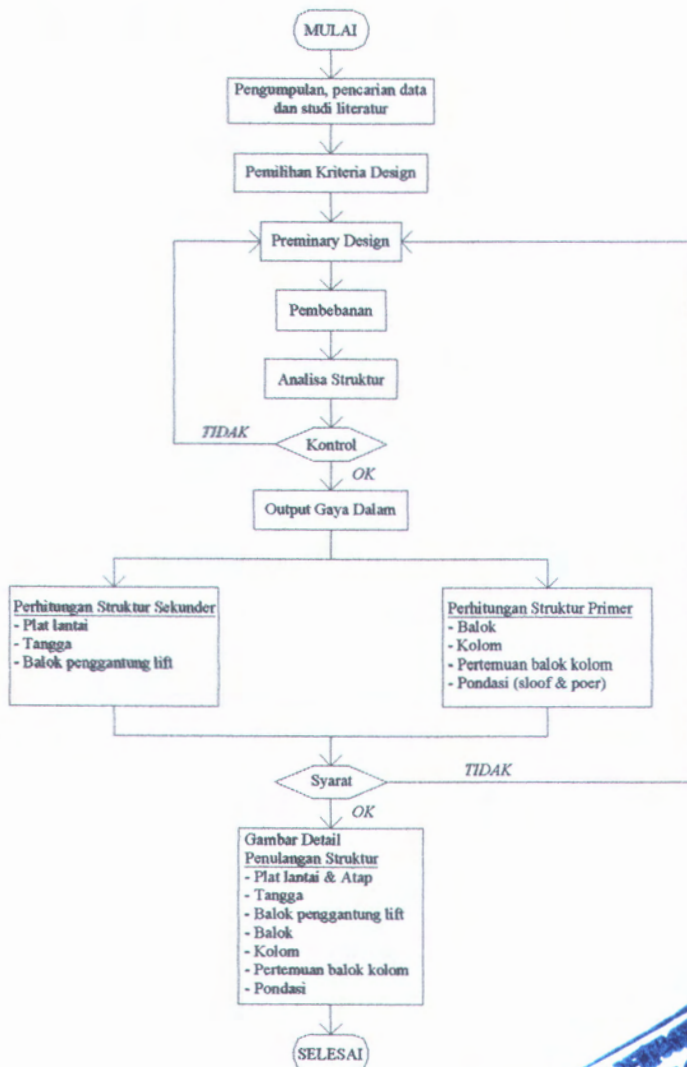 MULAI
Pengumpulan, pencarian data
dan studi literatur
Pemilihan Kriteria Design
Preminary Design
Pembebanan
Analisa Struktur
TIDAK
Kontrol
OK
Output Gaya Dalam
Perhitungan Struktur Sekunder
- Plat lantai
- Tangga
- Balok penggantung lift
Perhitungan Struktur Primer
- Balok
- Kolom
- Pertemuan balok kolom
- Pondasi (sloof & poer)
Syarat
TIDAK
OK
Gambar Detail
Penulangan Struktur
- Plat lantai & Atap
- Tangga
- Balok penggantung lift
- Balok
- Kolom
- Pertemuan balok kolom
- Pondasi
SELESAI